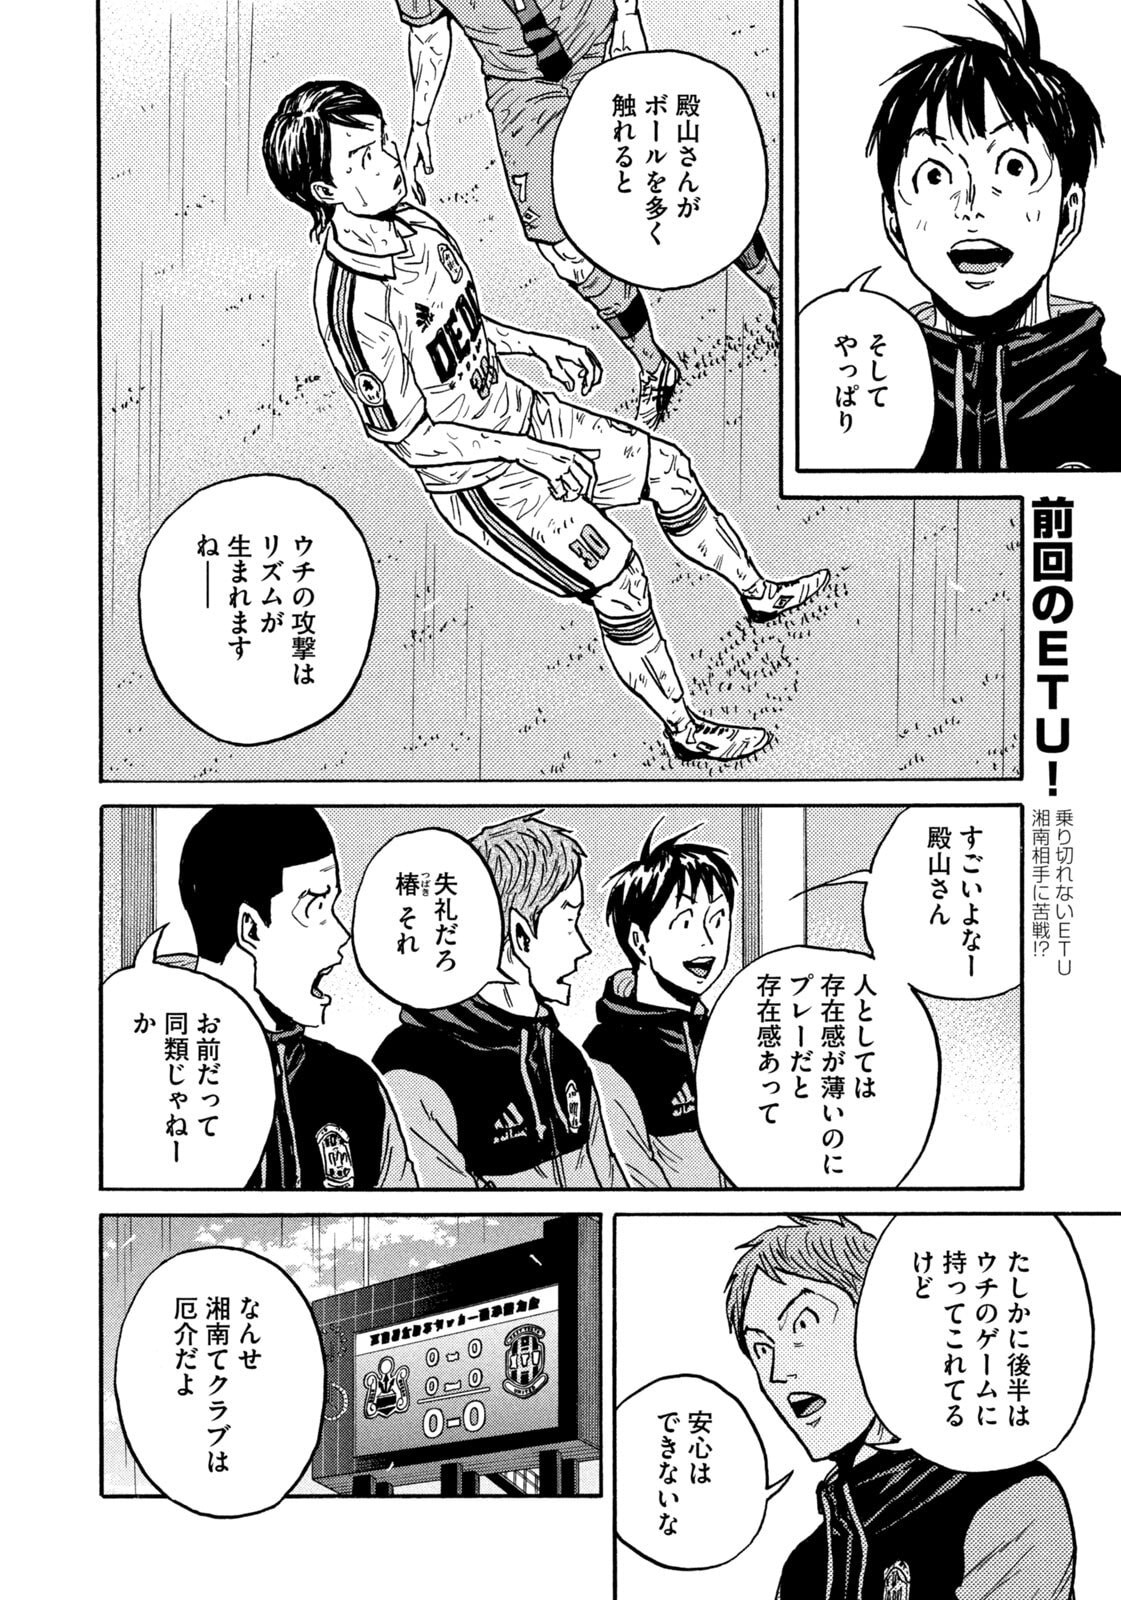 そして
やっぱり
殿山さんが
ボールを多く
触れると
7
DEN
30
ウチの攻撃は
リズムが
生まれます
ね――
前回のETU！
乗り切れないETU
湘南相手に苦戦!?
すごいよなー
殿山さん
人としては
存在感が薄いのに
プレーだと
存在感あって
失礼だろ
椿 それ
つばき
お前だって
同類じゃねー
か
たしかに後半は
ウチのゲームに
持ってこれてる
けど
安心は
できないな
0-0
0-0
0-0
なんせ
湘南てクラブは
厄介だよ